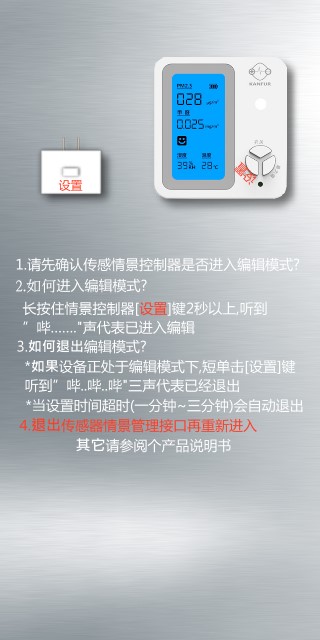 SANFUR
PM2.5
028 ug/m³
甲醛
0.025 mg/m³
湿度 温度
39% RH 28℃
开/关
设置
设置
1.请先确认传感情景控制器是否进入编辑模式?
2.如何进入编辑模式?
长按住情景控制器[设置]键2秒以上,听到
”哔......."声代表已进入编辑
3.如何退出编辑模式?
*如果设备正处于编辑模式下,短单击[设置]键
听到”哔..哔..哔"三声代表已经退出
*当设置时间超时(一分钟~三分钟)会自动退出
4.退出传感器情景管理接口再重新进入
其它请参阅个产品说明书